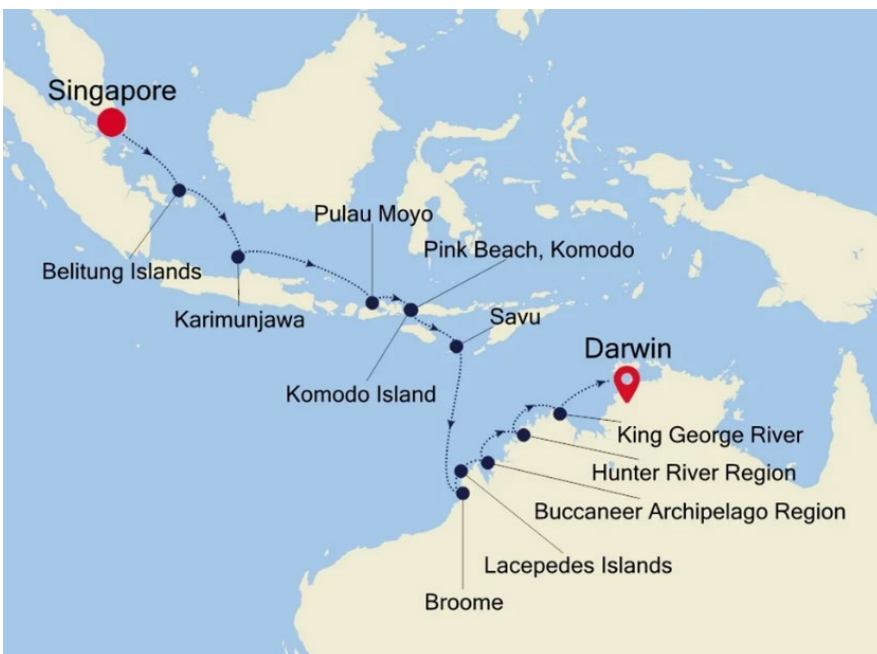 Singapore
Pulau Moyo
Pink Beach, Komodo
Belitung Islands
Karimunjawa
Savu
Darwin
Komodo Island
King George River
Hunter River Region
Buccaneer Archipelago Region
Lacepedes Islands
Broome